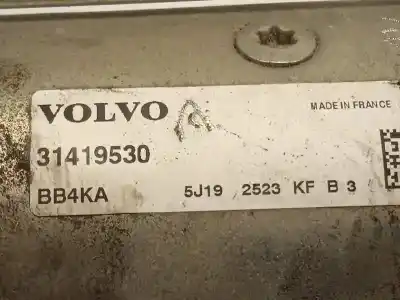 VOLVO A
MADE IN FRANCE
31419530
BB4KA 5J19 2523 KF B 3